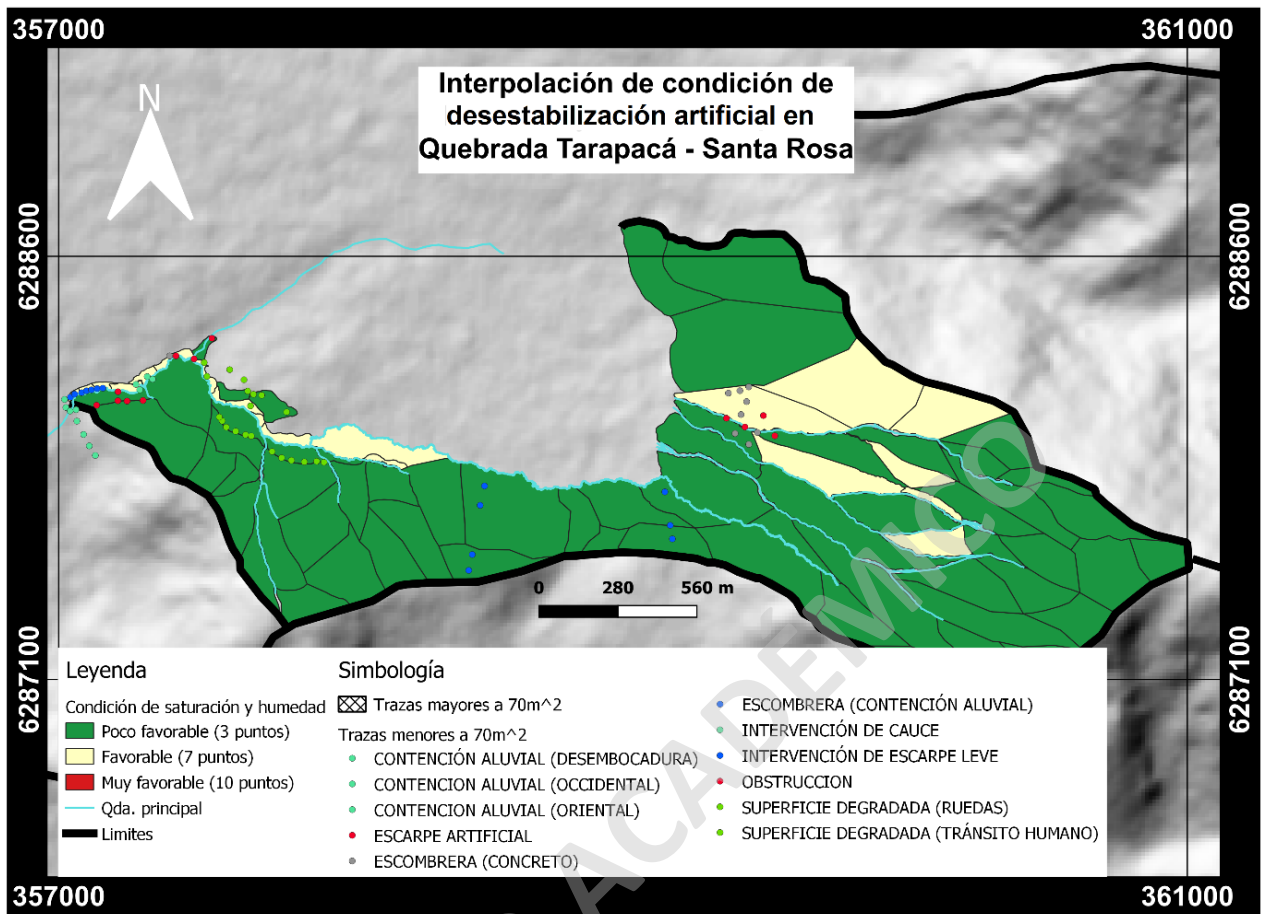 357000
361000
Interpolación de condición de
desestabilización artificial en
Quebrada Tarapacá - Santa Rosa
N
6288600
6288600
0 280 560 m
6287100
6287100
Leyenda
Condición de saturación y humedad
Poco favorable (3 puntos)
Favorable (7 puntos)
Muy favorable (10 puntos)
Qda. principal
Limites
Simbología
Trazas mayores a 70m^2
Trazas menores a 70m^2
CONTENCIÓN ALUVIAL (DESEMBOCADURA)
CONTENCIÓN ALUVIAL (OCCIDENTAL)
CONTENCION ALUVIAL (ORIENTAL)
ESCARPE ARTIFICIAL
ESCOMBRERA (CONCRETO)
ESCOMBRERA (CONTENCIÓN ALUVIAL)
INTERVENCIÓN DE CAUCE
INTERVENCIÓN DE ESCARPE LEVE
OBSTRUCCION
SUPERFICIE DEGRADADA (RUEDAS)
SUPERFICIE DEGRADADA (TRÁNSITO HUMANO)
ACADÉMICO
357000
361000